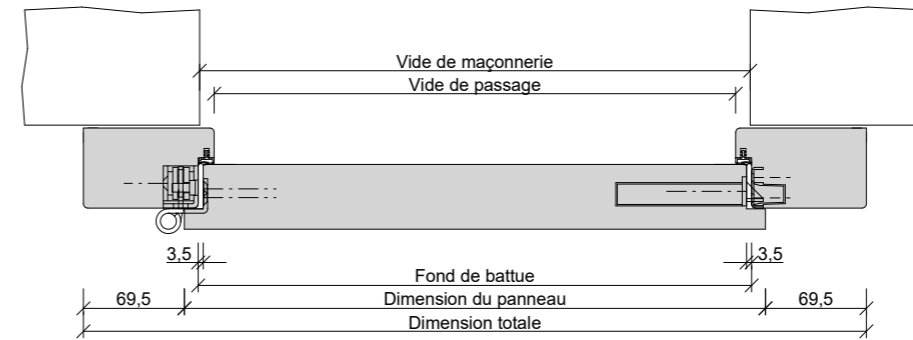 Vide de maçonnerie
Vide de passage
3,5
3,5
Fond de battue
69,5
Dimension du panneau
69,5
Dimension totale